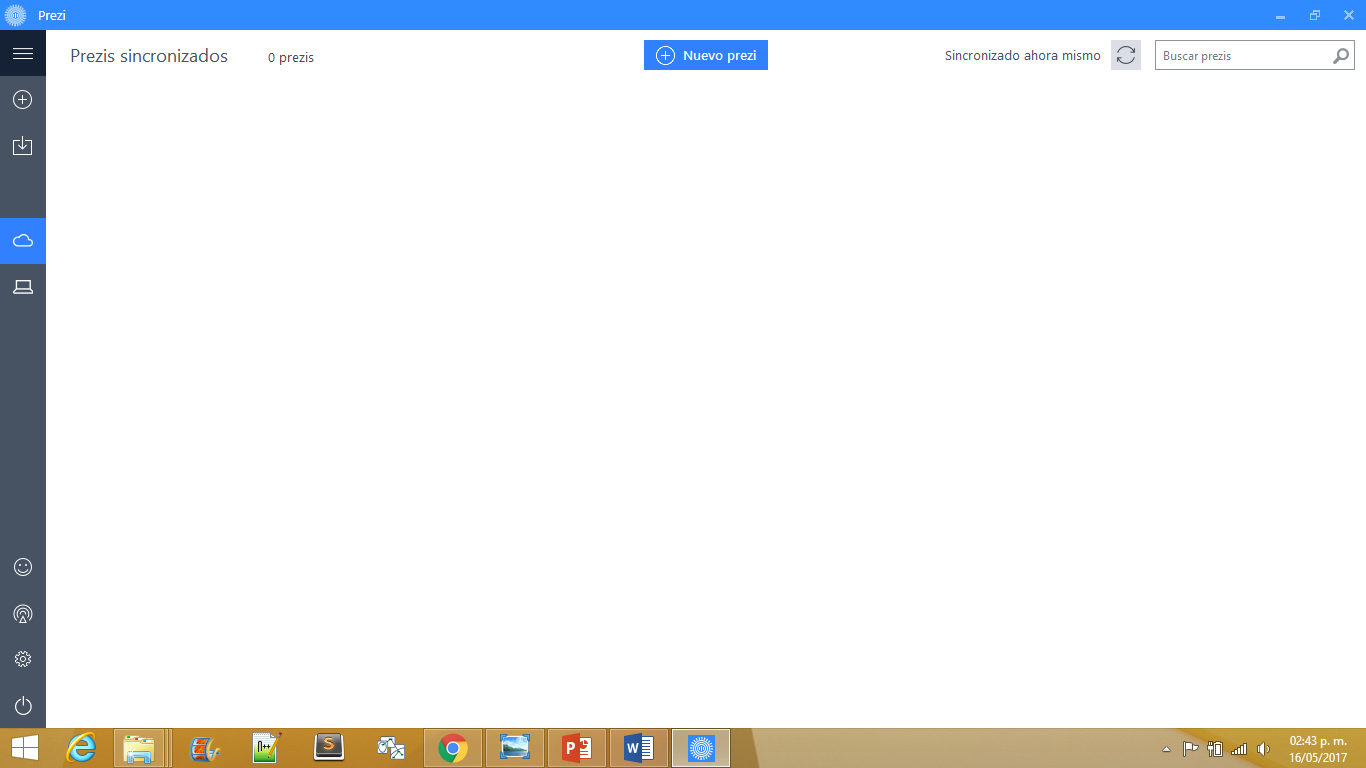 Prezi
Prezis sincronizados
0 prezis
Nuevo prezi
Sincronizado ahora mismo
Buscar prezis
02:43 p. m.
16/05/2017